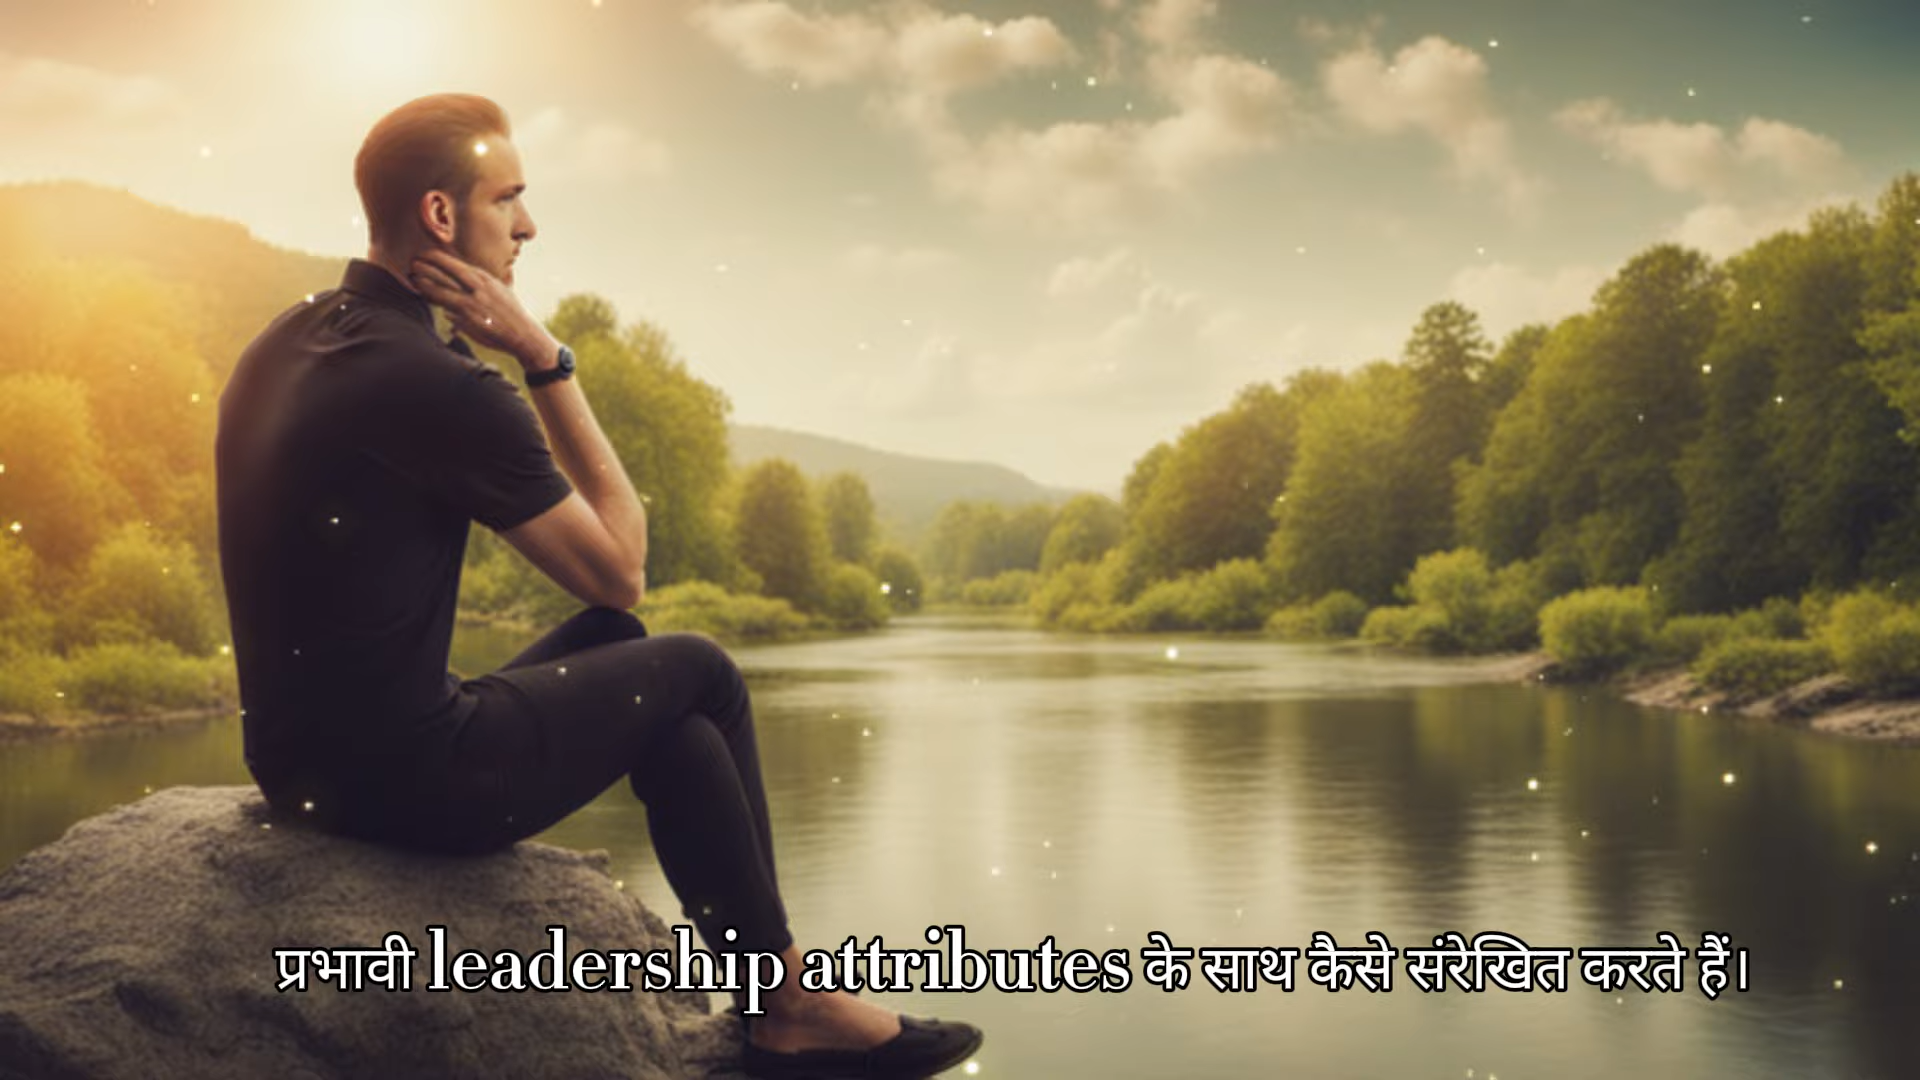 प्रभावी leadership attributes के साथ कैसे संरेखित करते हैं।